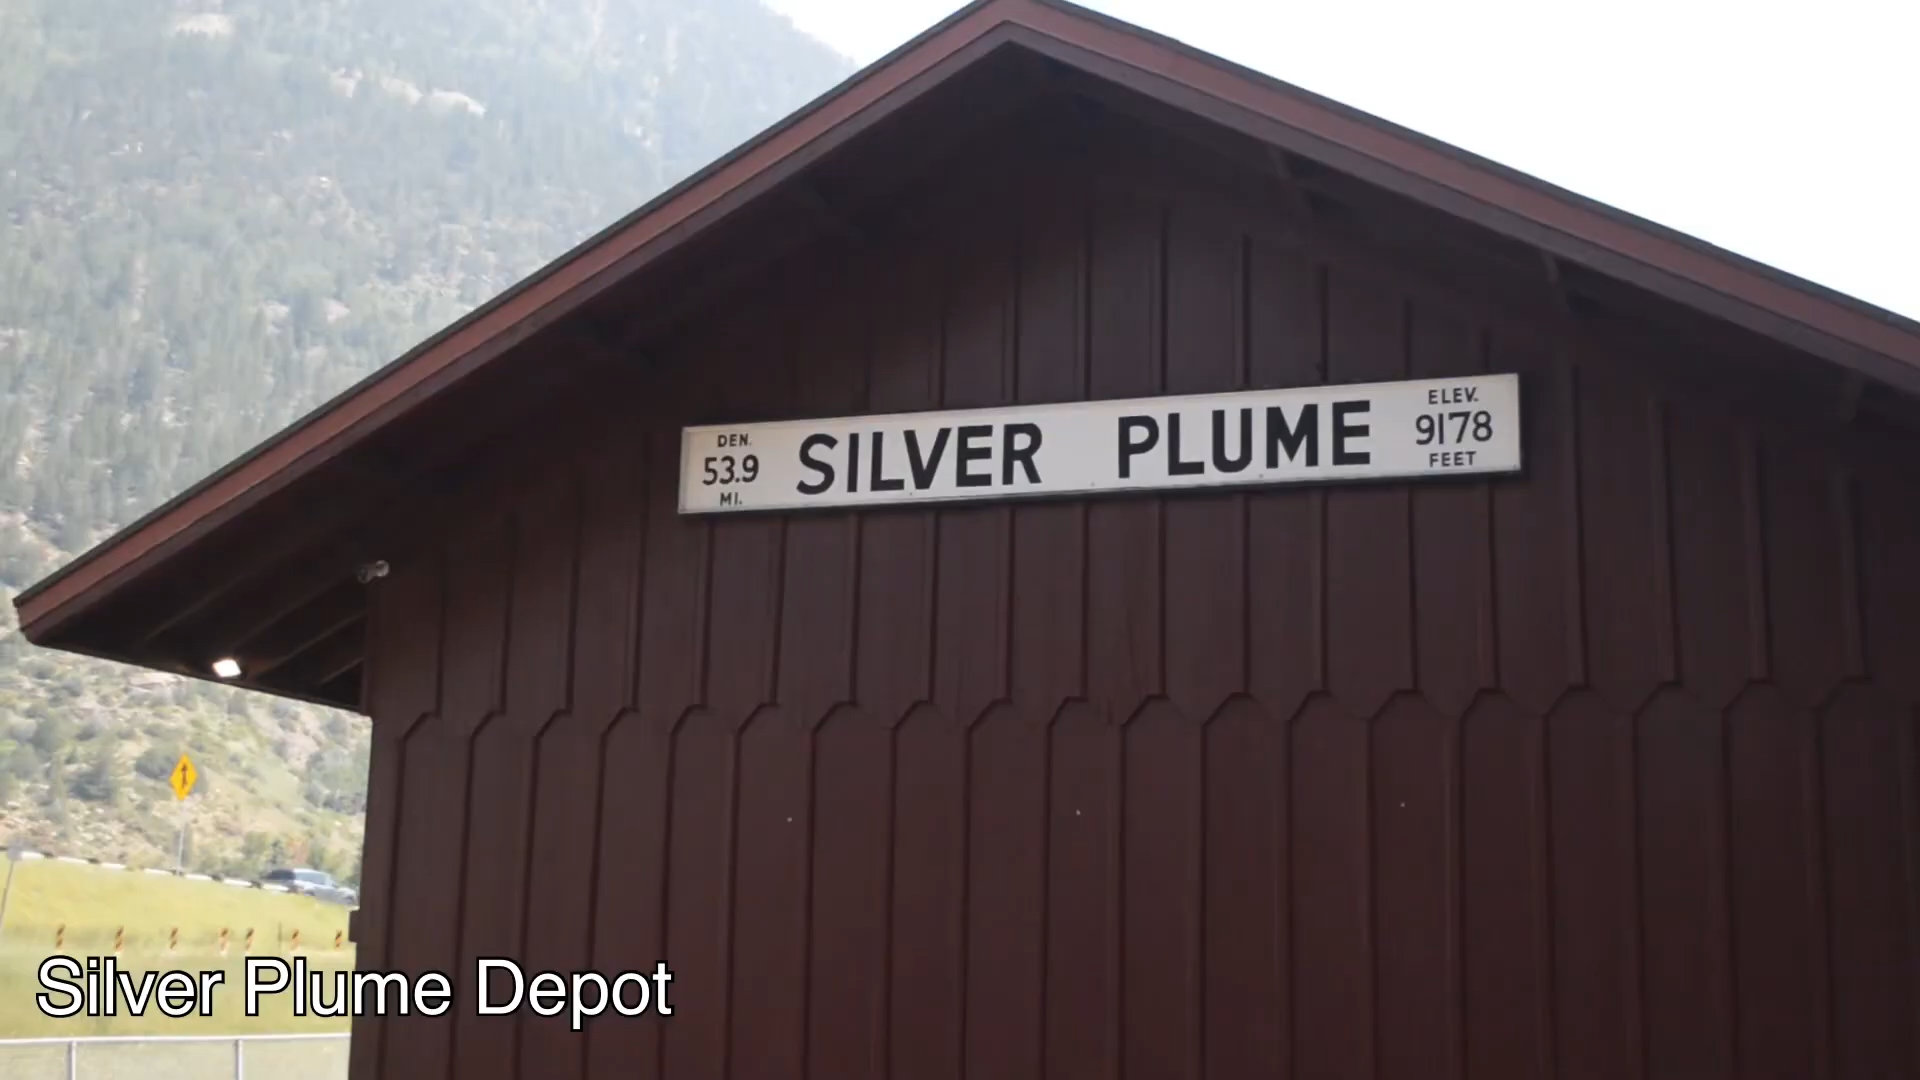 DEN.
53.9
MI.
SILVER PLUME
ELEV.
9178
FEET
Silver Plume Depot